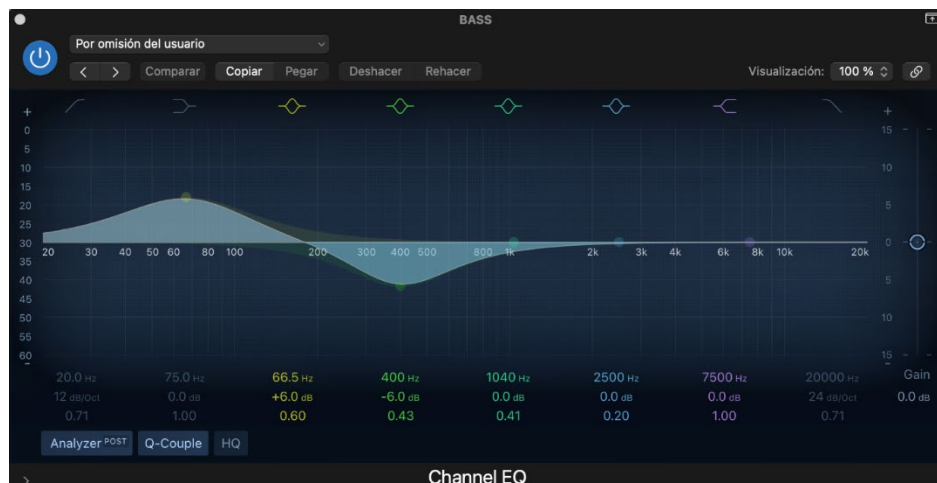 BASS
Por omisión del usuario
Comparar Copiar Pegar Deshacer Rehacer Visualización: 100 %
+ +
0 15
5
10 10
15
20 5
25
30 0
20 30 40 50 60 80 100 200 300 400 500 800 1k 2k 3k 4k 6k 8k 10k 20k
35
40 5
45
50 10
55
60 15
- -
20.0 Hz 75.0 Hz 66.5 Hz 400 Hz 1040 Hz 2500 Hz 7500 Hz 20000 Hz Gain
12 dB/Oct 0.0 dB +6.0 dB -6.0 dB 0.0 dB 0.0 dB 0.0 dB 24 dB/Oct 0.0 dB
0.71 1.00 0.60 0.43 0.41 0.20 1.00 0.71
Analyzer POST Q-Couple HQ
Channel EQ